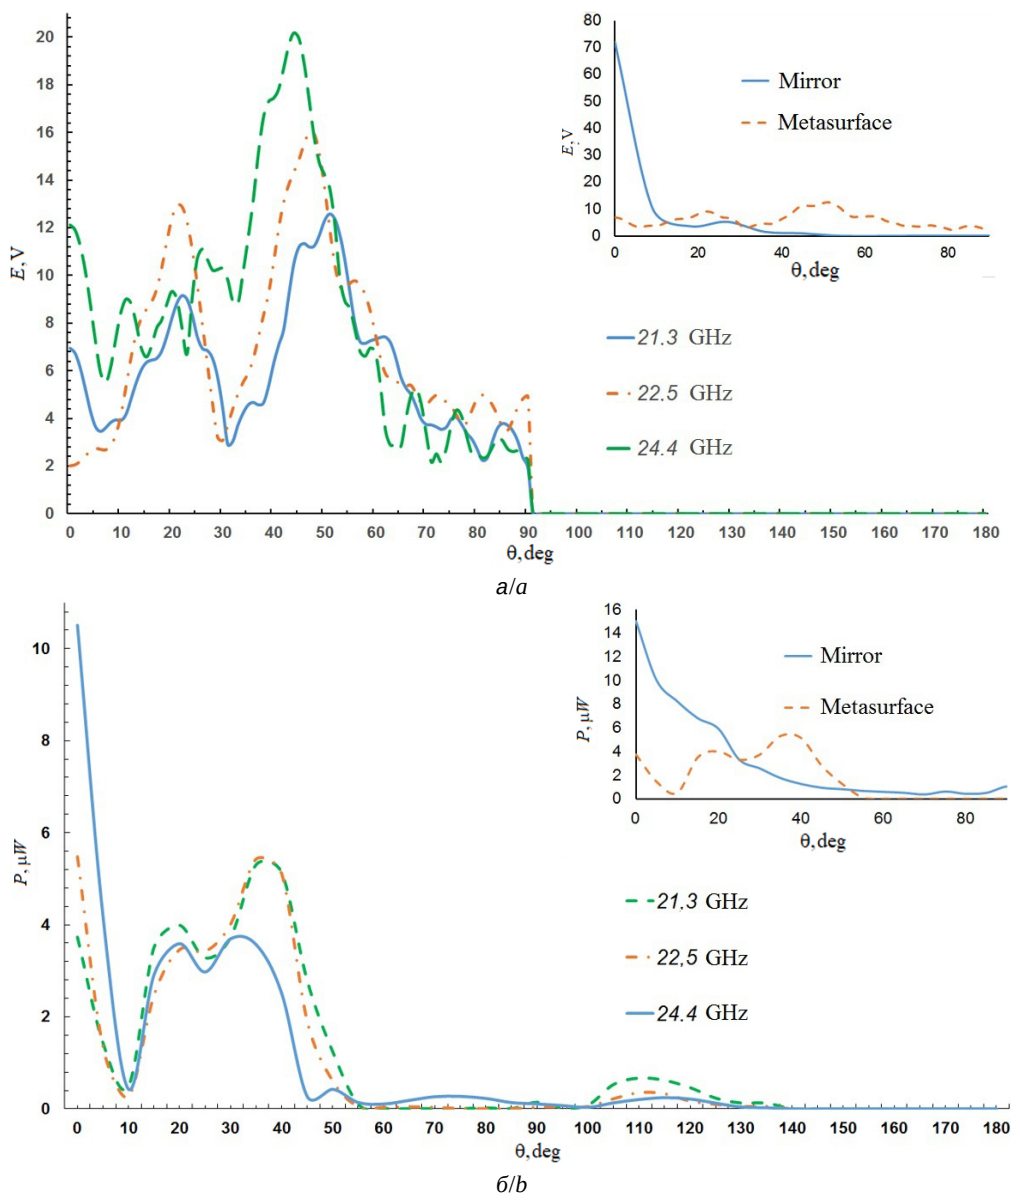 20
18
16
14
12
10
8
6
4
2
0
E, V
0 10 20 30 40 50 60 70 80 90 100 110 120 130 140 150 160 170 180
θ, deg
80
70
60
50
40
30
20
10
0
E, V
0 20 40 60 80
θ, deg
Mirror
Metasurface
21.3 GHz
22.5 GHz
24.4 GHz
а/a
10
8
6
4
2
0
P, μW
0 10 20 30 40 50 60 70 80 90 100 110 120 130 140 150 160 170 180
θ, deg
16
14
12
10
8
6
4
2
0
P, μW
0 20 40 60 80
θ, deg
Mirror
Metasurface
21,3 GHz
22,5 GHz
24.4 GHz
б/b